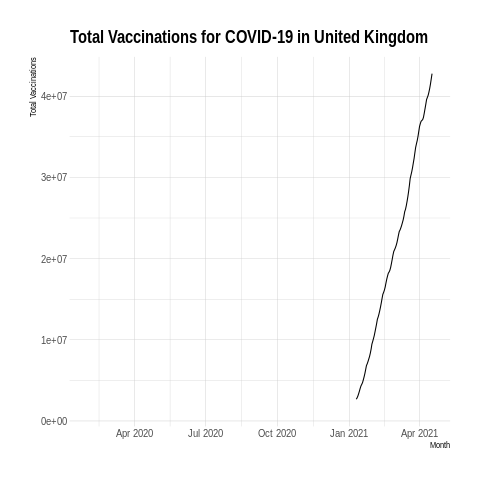 Total Vaccinations for COVID-19 in United Kingdom
Total Vaccinations
4e+07
3e+07
2e+07
1e+07
0e+00
Apr 2020 Jul 2020 Oct 2020 Jan 2021 Apr 2021
Month